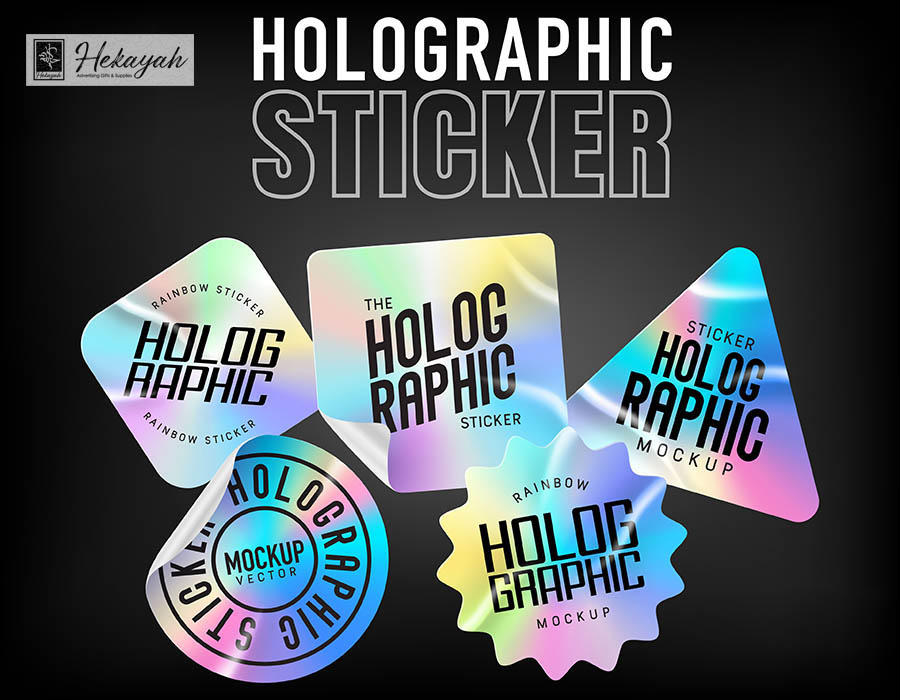 Hekayah
Hekayah
Advertising Gifts & Supplies
HOLOGRAPHIC
STICKER
RAINBOW STICKER
HOLOG
RAPHIC
RAINBOW STICKER
THE
HOLOG
RAPHIC
STICKER
STICKER
HOLOG
RAPHIC
MOCKUP
HOLOGRAPHIC STICKER
MOCKUP
VECTOR
RAINBOW
HOLOG
GRAPHIC
MOCKUP